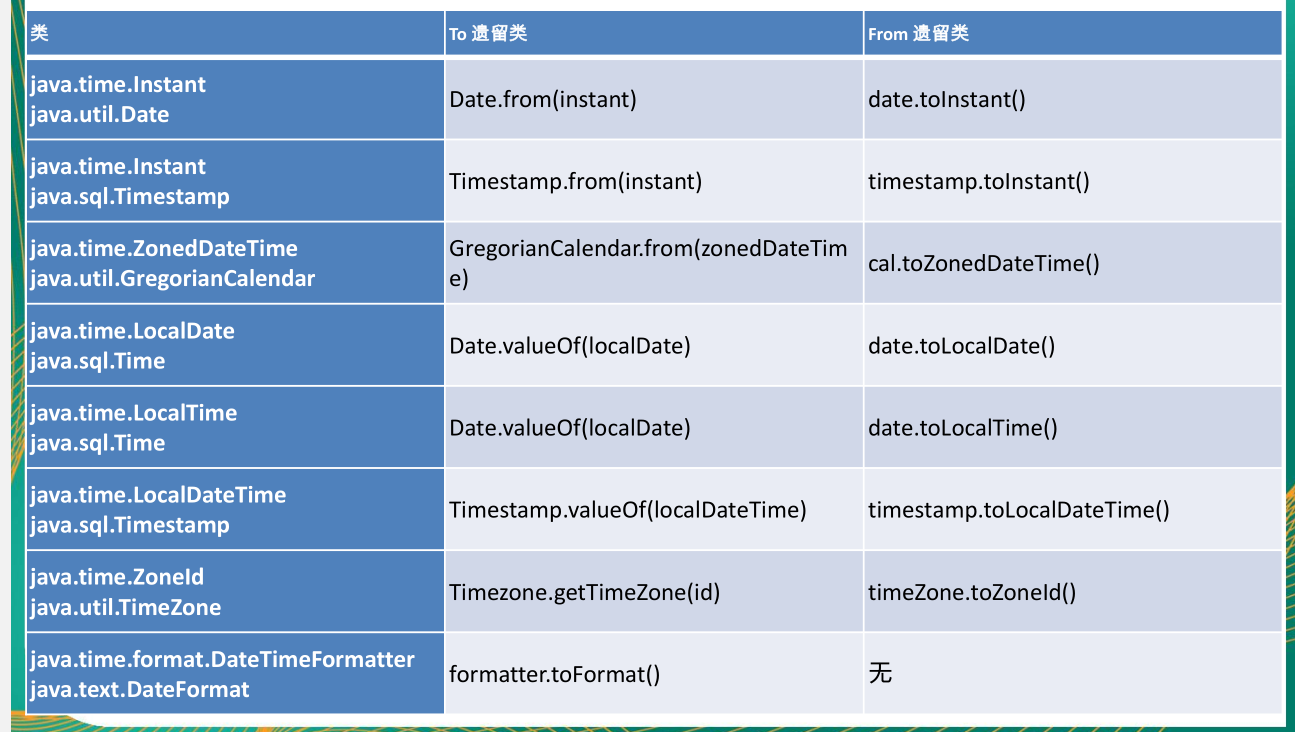 类
To 遗留类
From 遗留类
java.time.Instant
java.util.Date
Date.from(instant)
date.toInstant()
java.time.Instant
java.sql.Timestamp
Timestamp.from(instant)
timestamp.toInstant()
java.time.ZonedDateTime
java.util.GregorianCalendar
GregorianCalendar.from(zonedDateTim
e)
cal.toZonedDateTime()
java.time.LocalDate
java.sql.Time
Date.valueOf(localDate)
date.toLocalDate()
java.time.LocalTime
java.sql.Time
Date.valueOf(localDate)
date.toLocalTime()
java.time.LocalDateTime
java.sql.Timestamp
Timestamp.valueOf(localDateTime)
timestamp.toLocalDateTime()
java.time.ZoneId
java.util.TimeZone
Timezone.getTimeZone(id)
timeZone.toZoneId()
java.time.format.DateTimeFormatter
java.text.DateFormat
formatter.toFormat()
无